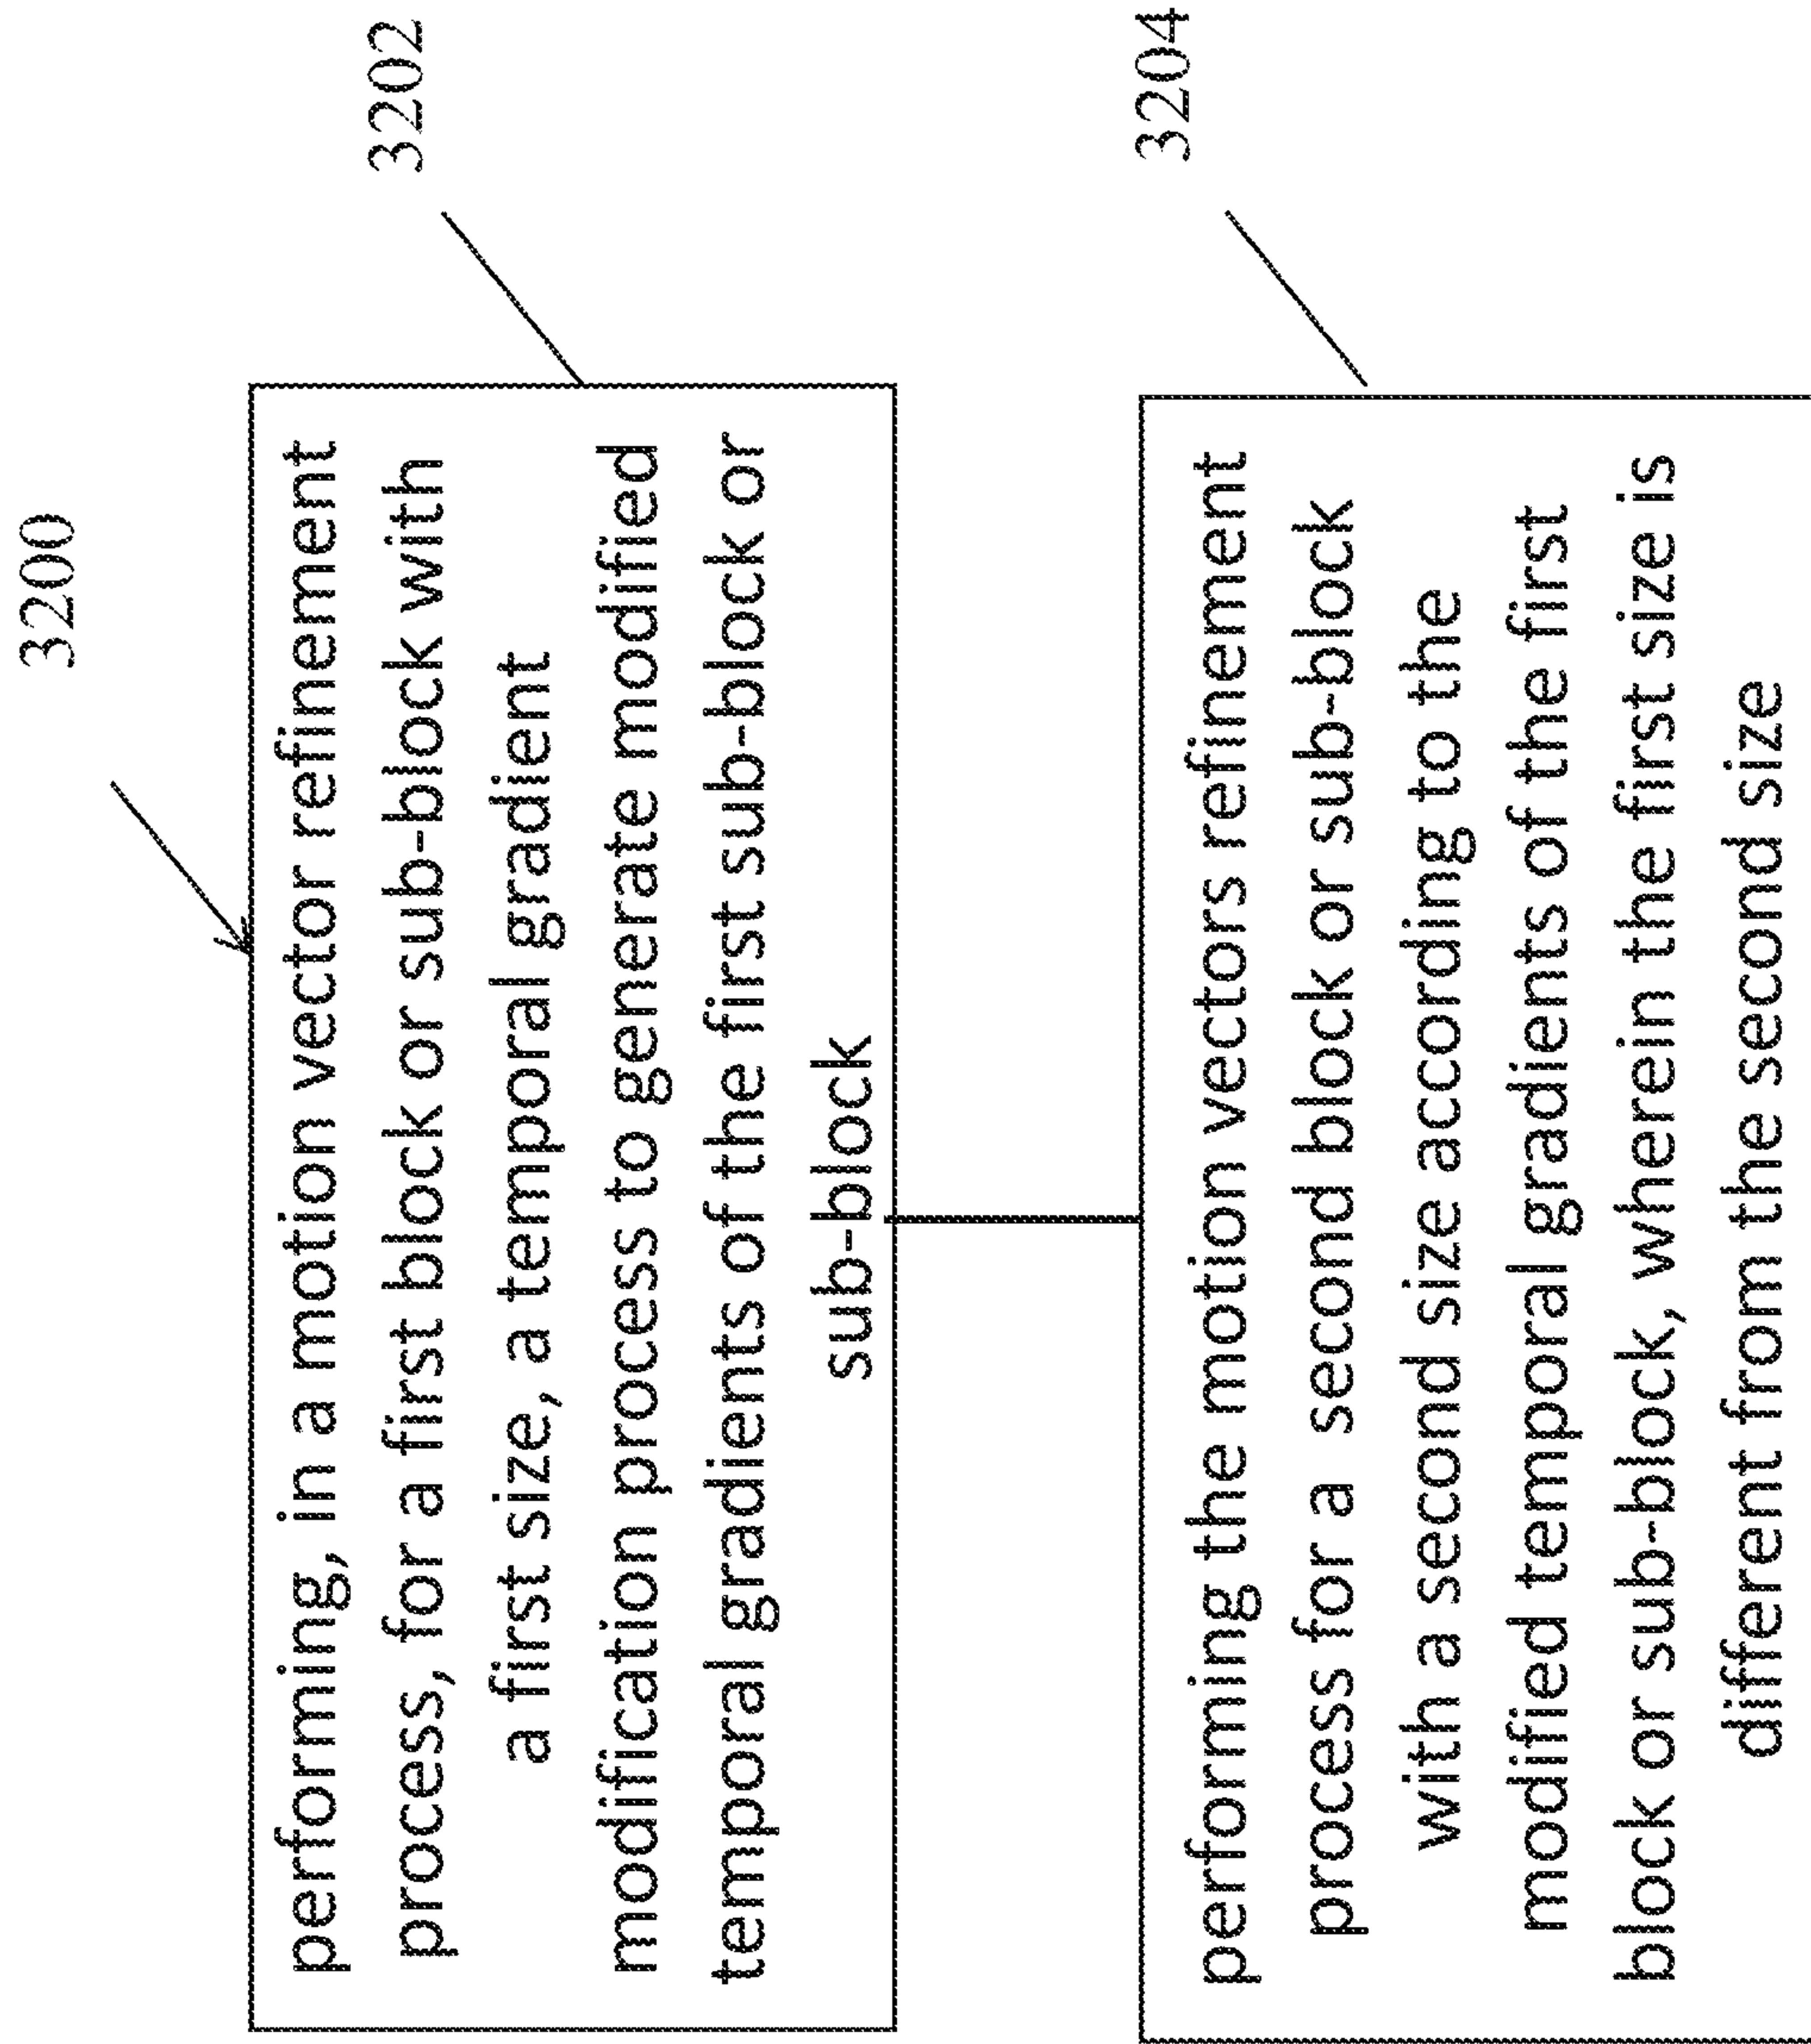 3200
performing, in a motion vector refinement
process, for a first block or sub-block with
a first size, a temporal gradient
modification process to generate modified
temporal gradients of the first sub-block or
sub-block
3202
performing the motion vectors refinement
process for a second block or sub-block
with a second size according to the
modified temporal gradients of the first
block or sub-block, wherein the first size is
different from the second size
3204